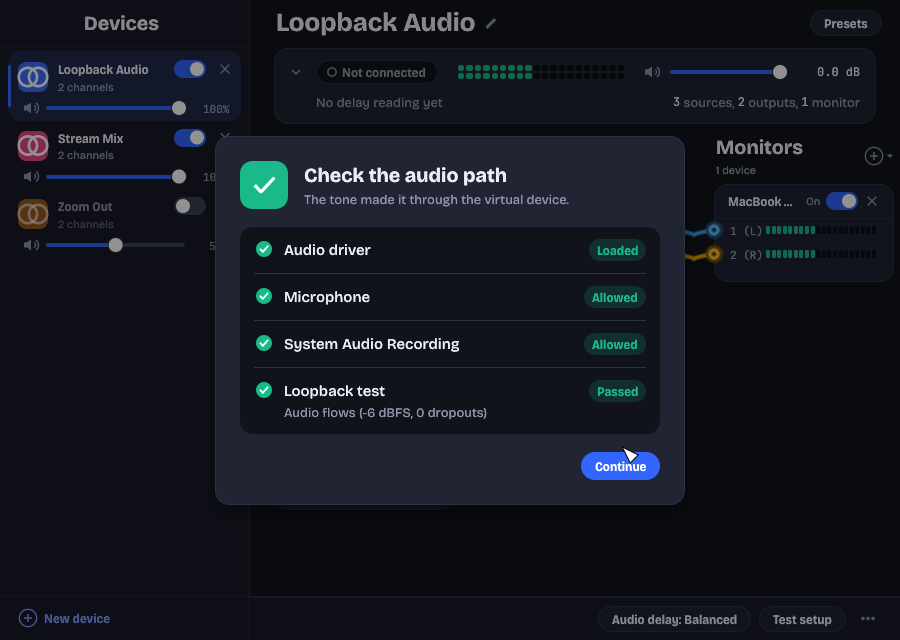 Devices
Loopback Audio
2 channels
100%
Stream Mix
2 channels
Zoom Out
2 channels
New device
Loopback Audio
Presets
Not connected
0.0 dB
No delay reading yet
3 sources, 2 outputs, 1 monitor
Monitors
1 device
MacBook ...
On
1 (L)
2 (R)
Check the audio path
The tone made it through the virtual device.
Audio driver
Loaded
Microphone
Allowed
System Audio Recording
Allowed
Loopback test
Passed
Audio flows (-6 dBFS, 0 dropouts)
Continue
Audio delay: Balanced
Test setup